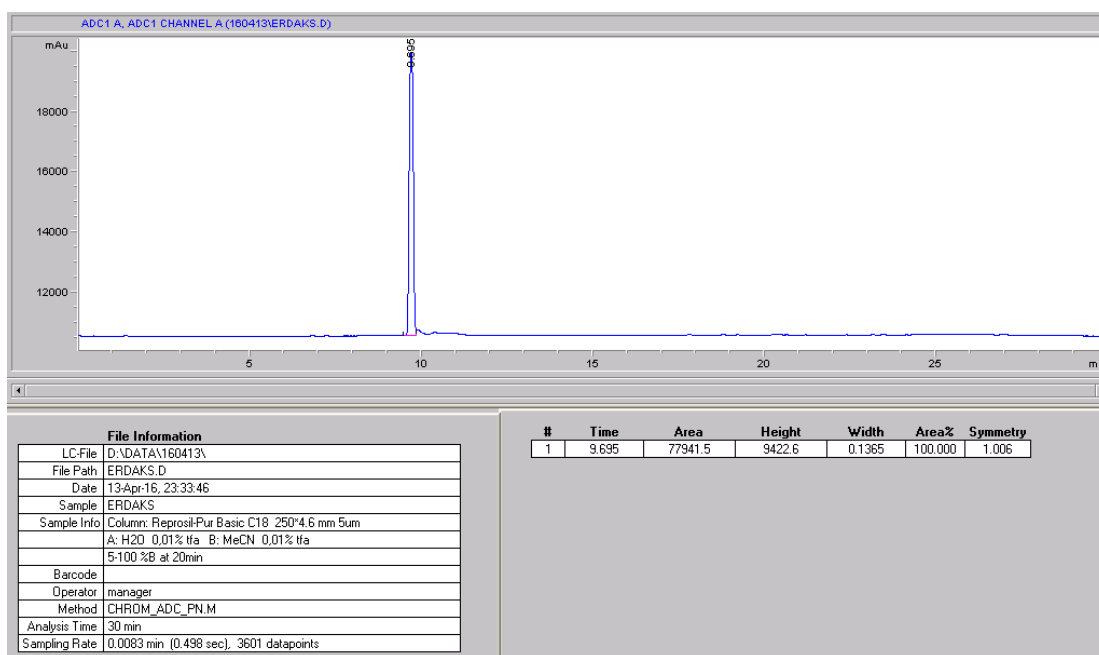 ADC1 A, ADC1 CHANNEL A (160413\ERDAKS.D)
mAu
9.695
18000
16000
14000
12000
5 10 15 20 25 m
File Information
LC-File D:\DATA\160413\
File Path ERDAKS.D
Date 13-Apr-16, 23:33:46
Sample ERDAKS
Sample Info Column: Reprosil-Pur Basic C18 250*4.6 mm 5um
A: H2O 0,01% tfa B: MeCN 0,01% tfa
5-100 %B at 20min
Barcode
Operator manager
Method CHROM_ADC_PN.M
Analysis Time 30 min
Sampling Rate 0.0083 min (0.498 sec), 3601 datapoints
# Time Area Height Width Area% Symmetry
1 9.695 77941.5 9422.6 0.1365 100.000 1.006